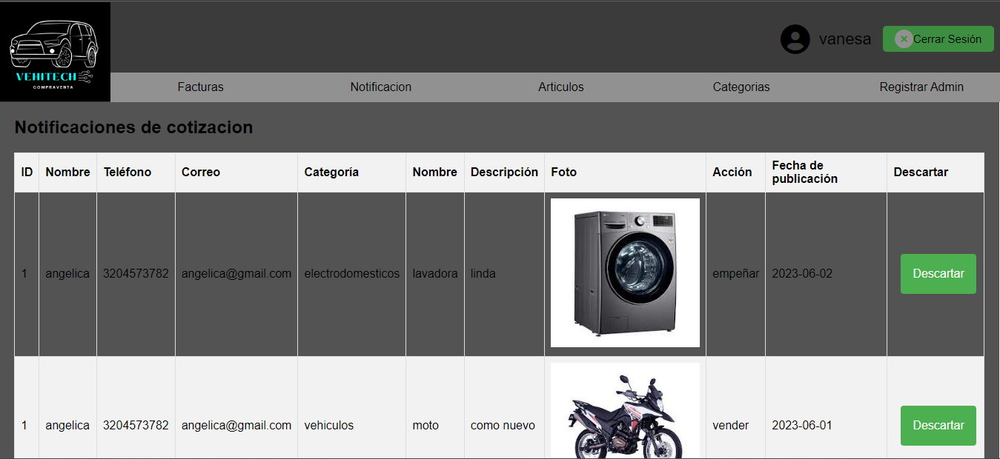 VEHITECH
COMPRAVENTA
vanesa
Cerrar Sesión
Facturas Notificacion Articulos Categorias Registrar Admin
Notificaciones de cotizacion
ID Nombre Teléfono Correo Categoría Nombre Descripción Foto Acción Fecha de publicación Descartar
1 angelica 3204573782 angelica@gmail.com electrodomesticos lavadora linda empeñar 2023-06-02 Descartar
1 angelica 3204573782 angelica@gmail.com vehiculos moto como nuevo vender 2023-06-01 Descartar